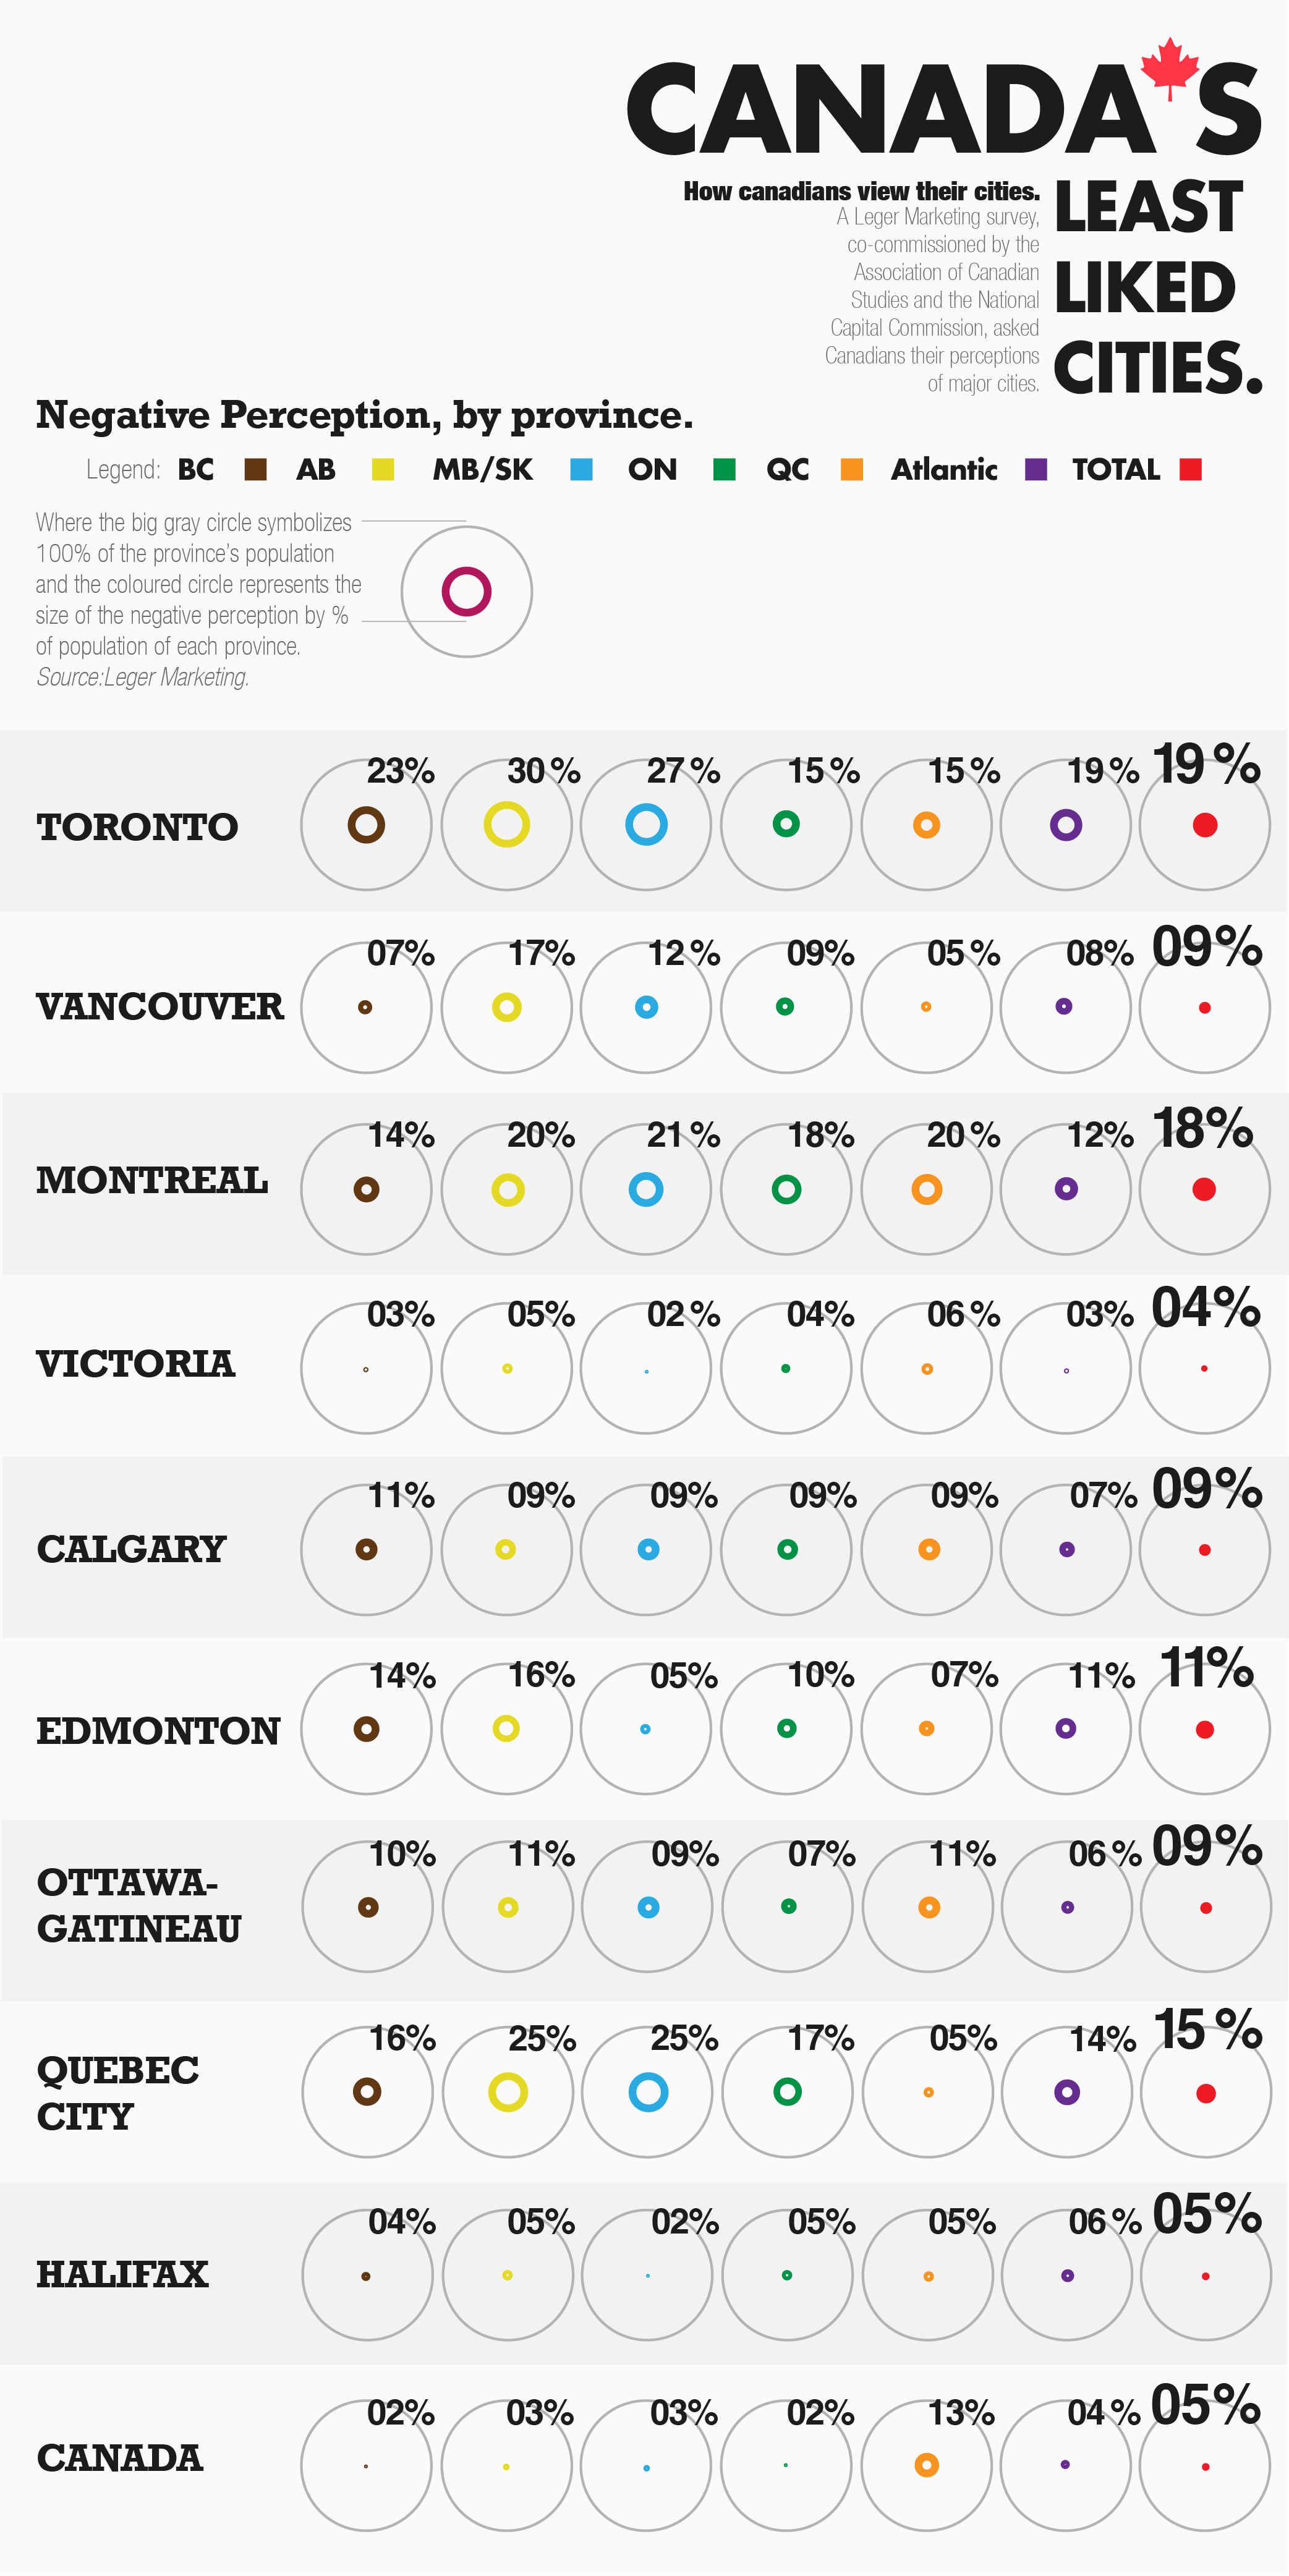 CANADA'S
LEAST
LIKED
CITIES.
How canadians view their cities.
A Leger Marketing survey,
co-commissioned by the
Association of Canadian
Studies and the National
Capital Commission, asked
Canadians their perceptions
of major cities.
Negative Perception, by province.
Legend: BC AB MB/SK ON QC Atlantic TOTAL
Where the big gray circle symbolizes
100% of the province's population
and the coloured circle represents the
size of the negative perception by %
of population of each province.
Source:Leger Marketing.
TORONTO 23% 30% 27% 15% 15% 19% 19%
VANCOUVER 07% 17% 12% 09% 05% 08% 09%
MONTREAL 14% 20% 21% 18% 20% 12% 18%
VICTORIA 03% 05% 02% 04% 06% 03% 04%
CALGARY 11% 09% 09% 09% 09% 07% 09%
EDMONTON 14% 16% 05% 10% 07% 11% 11%
OTTAWA-
GATINEAU 10% 11% 09% 07% 11% 06% 09%
QUEBEC
CITY 16% 25% 25% 17% 05% 14% 15%
HALIFAX 04% 05% 02% 05% 05% 06% 05%
CANADA 02% 03% 03% 02% 13% 04% 05%